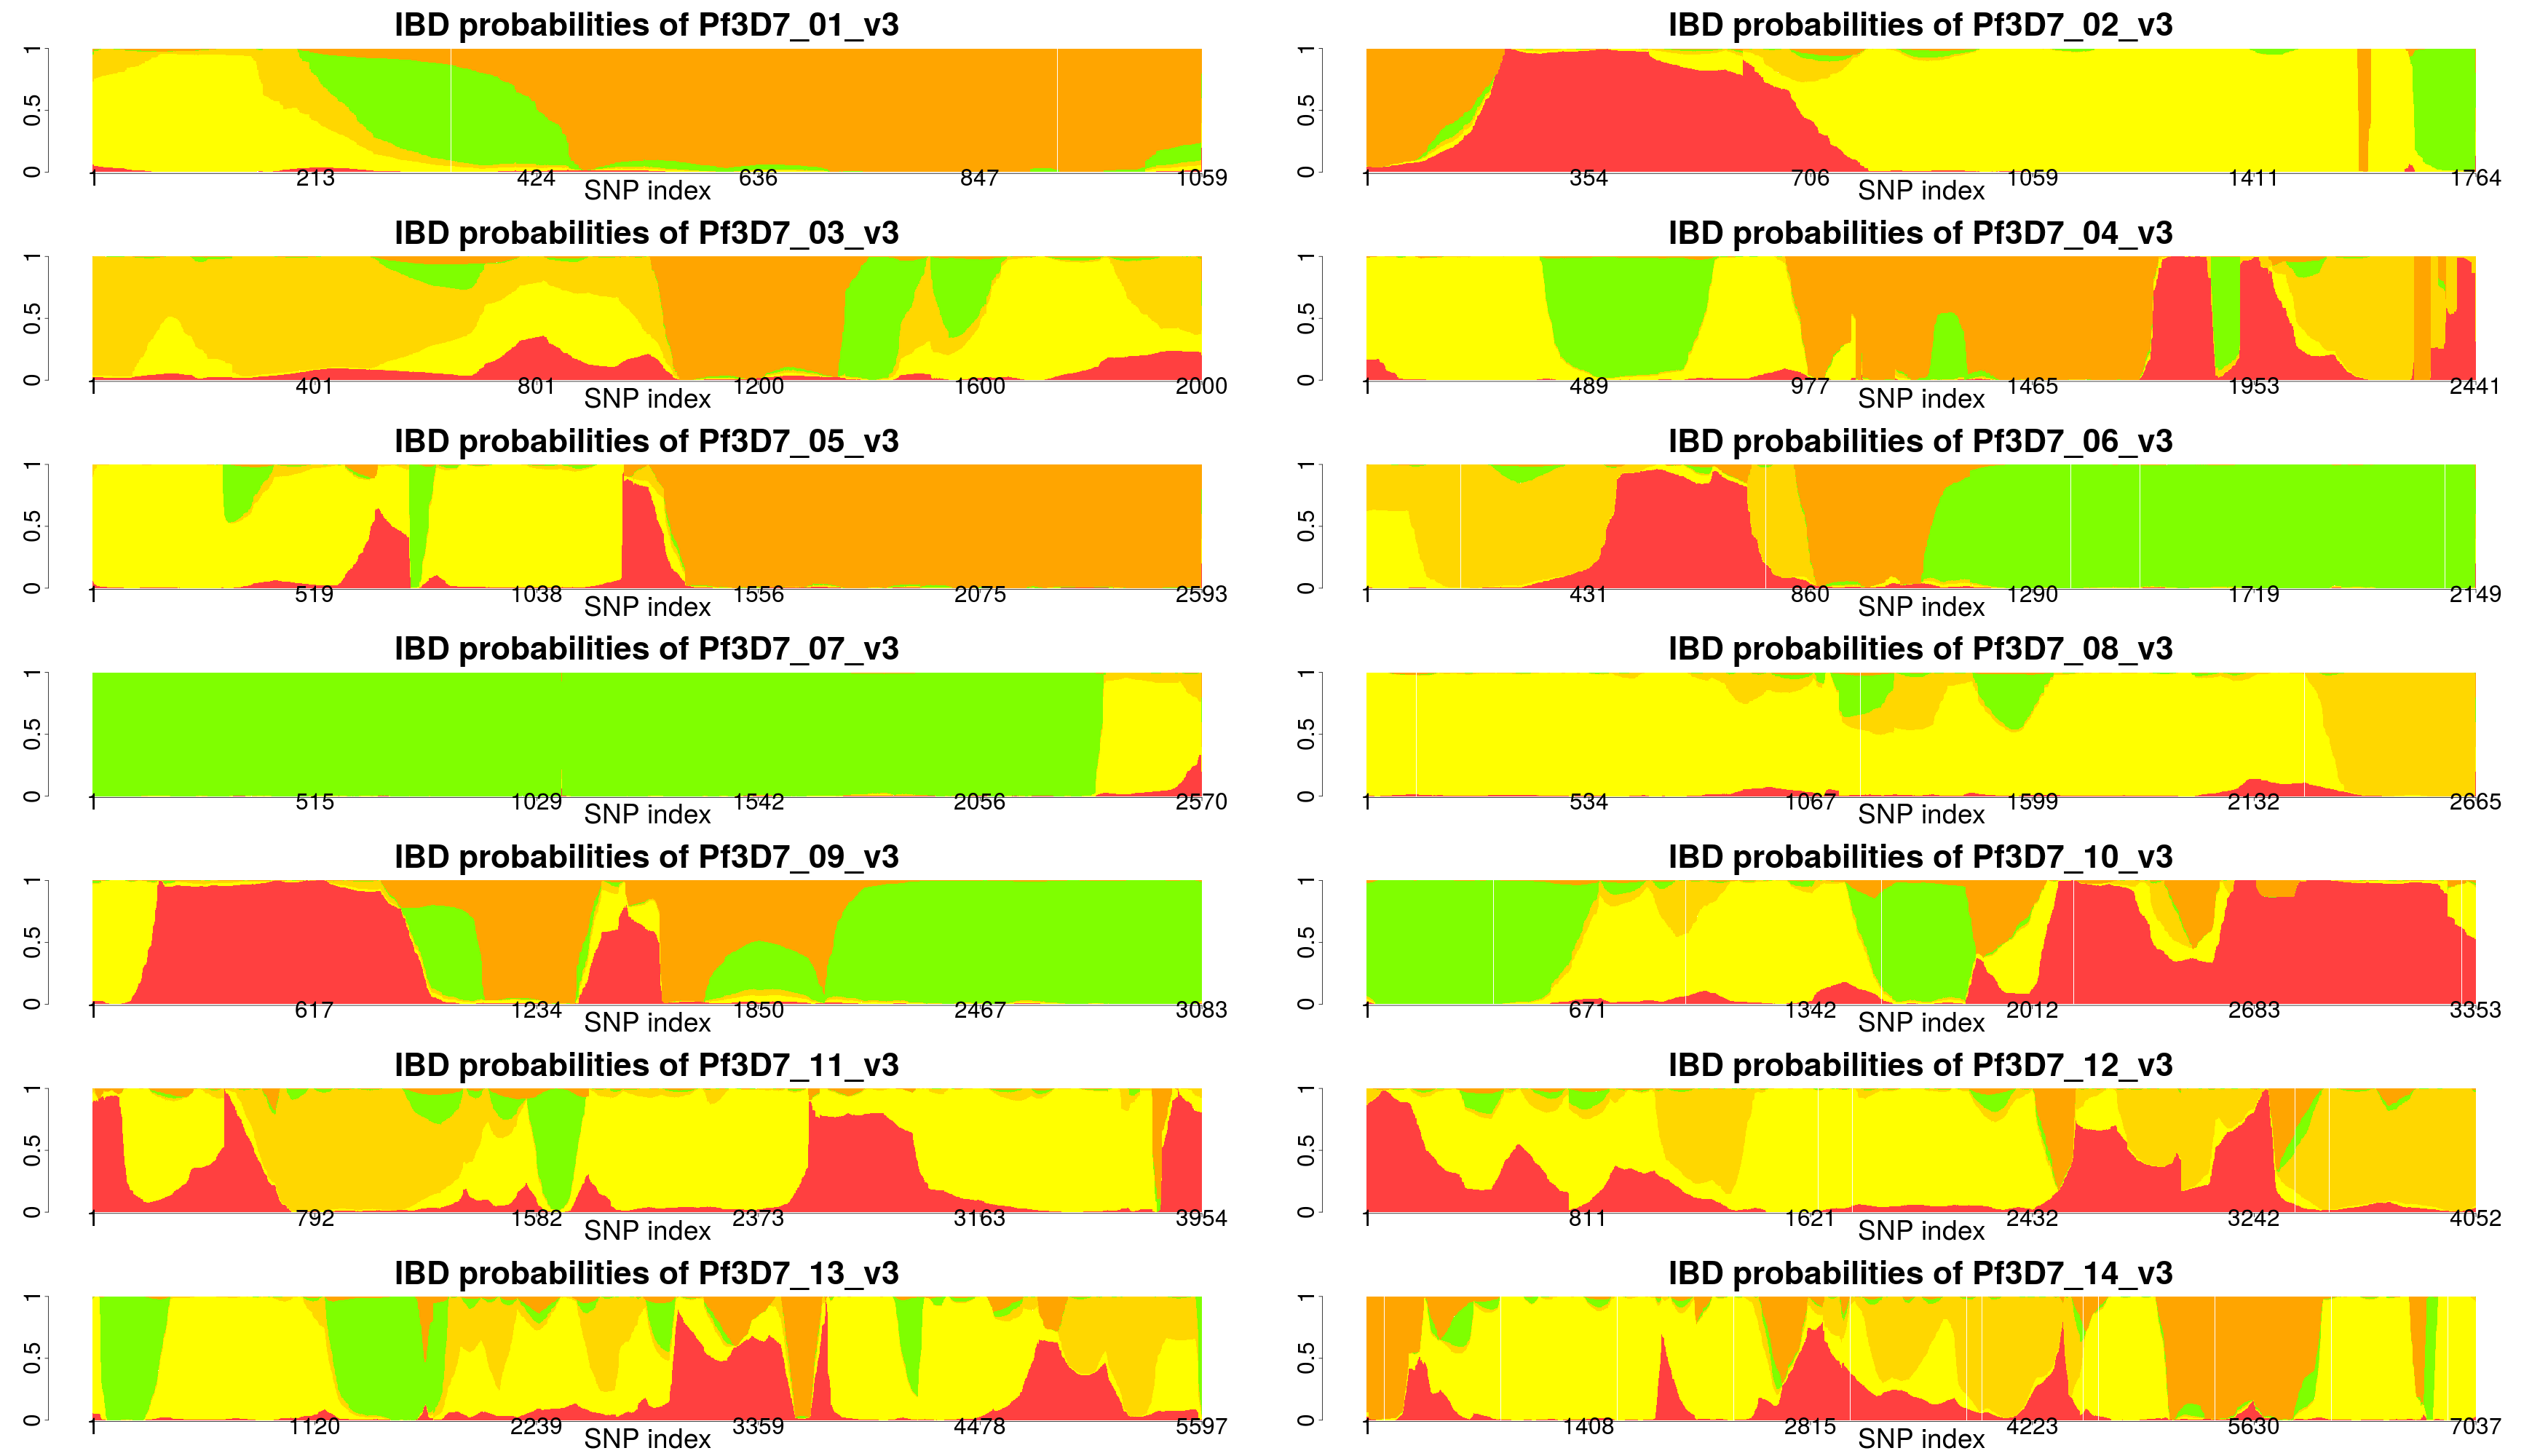 IBD probabilities of Pf3D7_01_v3
0 0.5 1
1 213 424 636 847 1059
SNP index
IBD probabilities of Pf3D7_02_v3
0 0.5 1
1 354 706 1059 1411 1764
SNP index
IBD probabilities of Pf3D7_03_v3
0 0.5 1
1 401 801 1200 1600 2000
SNP index
IBD probabilities of Pf3D7_04_v3
0 0.5 1
1 489 977 1465 1953 2441
SNP index
IBD probabilities of Pf3D7_05_v3
0 0.5 1
1 519 1038 1556 2075 2593
SNP index
IBD probabilities of Pf3D7_06_v3
0 0.5 1
1 431 860 1290 1719 2149
SNP index
IBD probabilities of Pf3D7_07_v3
0 0.5 1
1 515 1029 1542 2056 2570
SNP index
IBD probabilities of Pf3D7_08_v3
0 0.5 1
1 534 1067 1599 2132 2665
SNP index
IBD probabilities of Pf3D7_09_v3
0 0.5 1
1 617 1234 1850 2467 3083
SNP index
IBD probabilities of Pf3D7_10_v3
0 0.5 1
1 671 1342 2012 2683 3353
SNP index
IBD probabilities of Pf3D7_11_v3
0 0.5 1
1 792 1582 2373 3163 3954
SNP index
IBD probabilities of Pf3D7_12_v3
0 0.5 1
1 811 1621 2432 3242 4052
SNP index
IBD probabilities of Pf3D7_13_v3
0 0.5 1
1 1120 2239 3359 4478 5597
SNP index
IBD probabilities of Pf3D7_14_v3
0 0.5 1
1 1408 2815 4223 5630 7037
SNP index